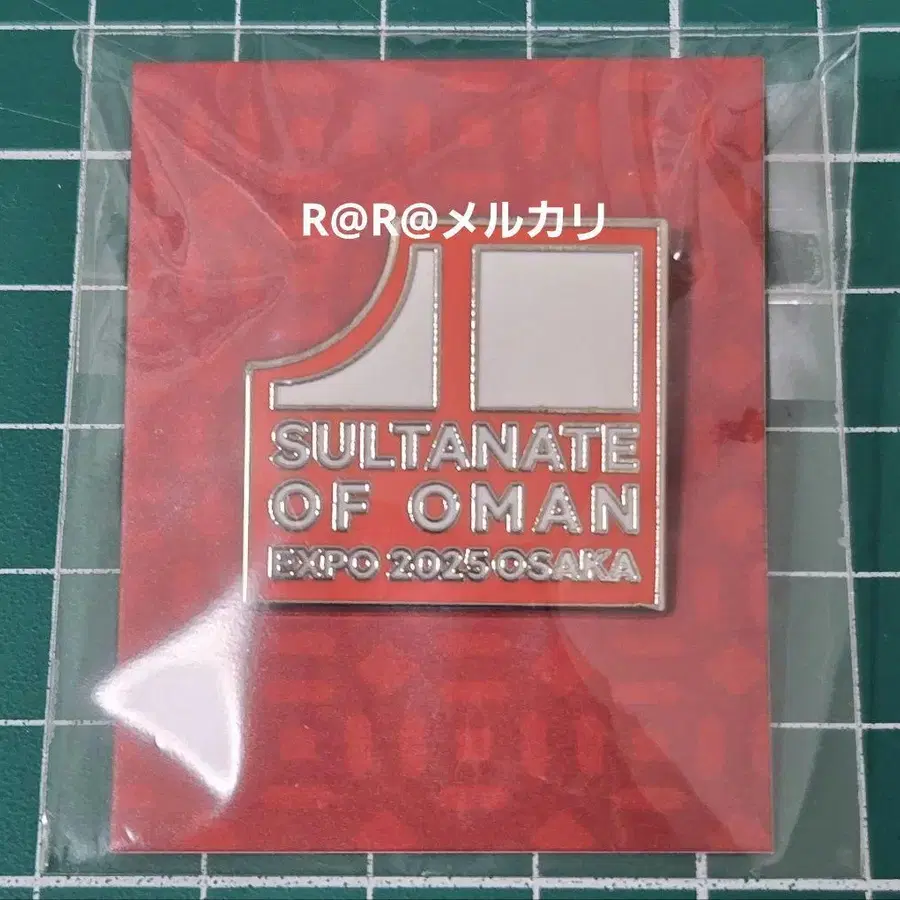 R@R@メルカリ
SULTANATE
OF OMAN
EXPO 2025 OSAKA